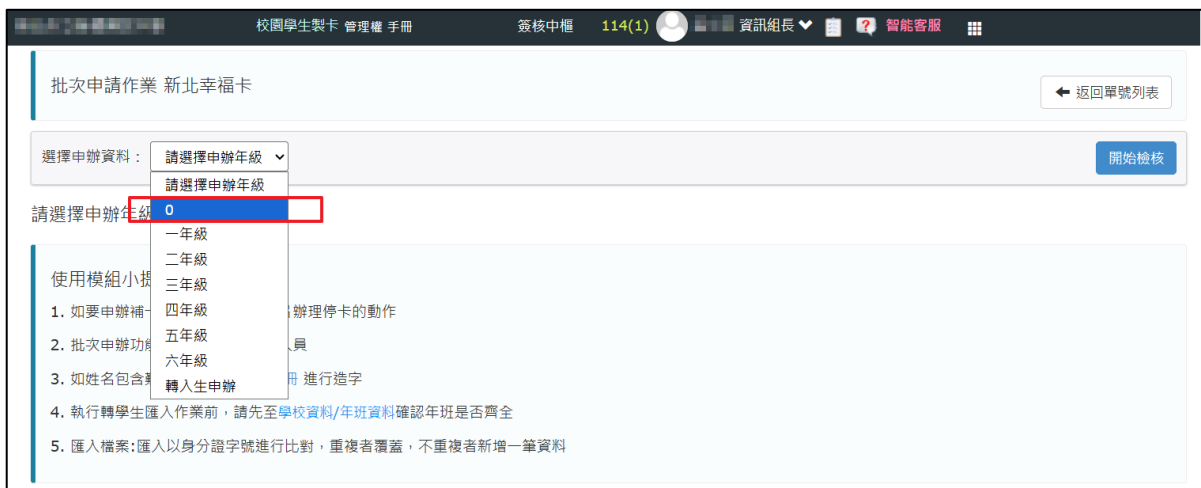 校園學生製卡 管理權 手冊 簽核中樞 114(1) 資訊組長 智能客服
批次申請作業 新北幸福卡
返回單號列表
選擇申辦資料： 請選擇申辦年級 開始檢核
請選擇申辦年級
請選擇申辦年級
0
一年級
二年級
三年級
四年級
五年級
六年級
轉入生申辦
使用模組小提
1. 如要申辦補 辦理停卡的動作
2. 批次申辦功 人員
3. 如姓名包含 冊 進行造字
4. 執行轉學生匯入作業前，請先至學校資料/年班資料確認年班是否齊全
5. 匯入檔案:匯入以身分證字號進行比對，重複者覆蓋，不重複者新增一筆資料